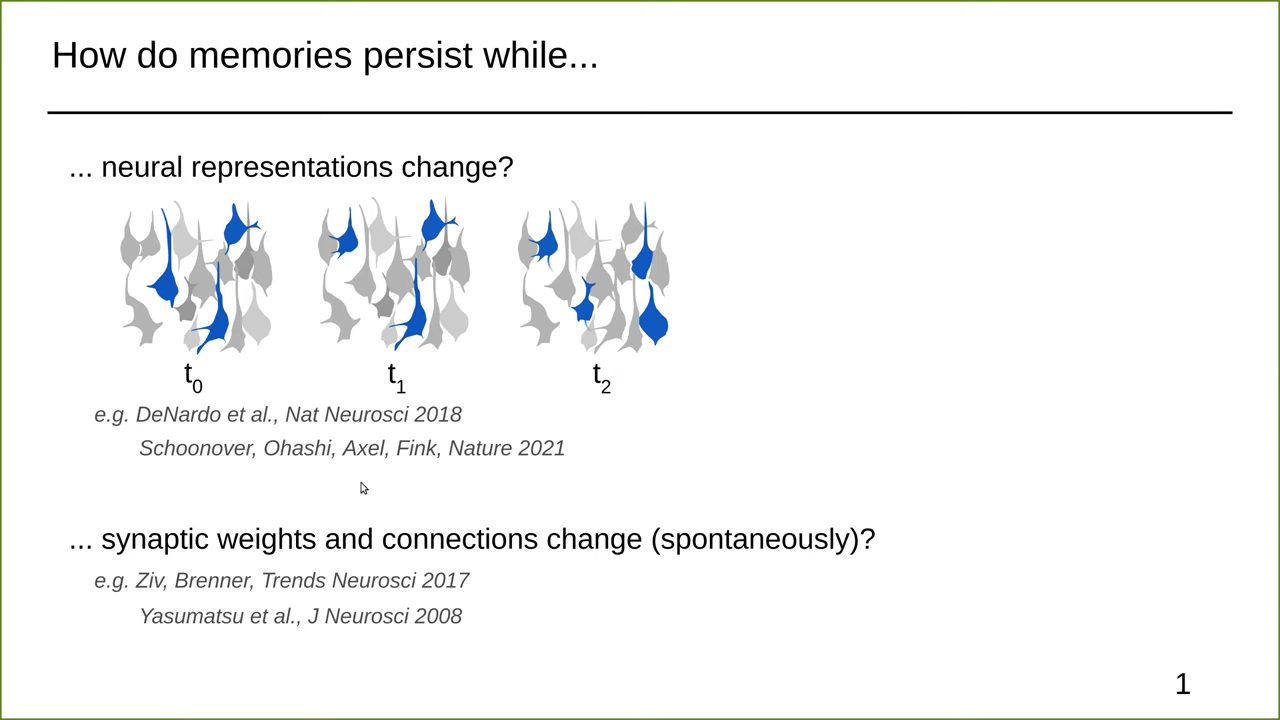 How do memories persist while...
... neural representations change?
t0 t1 t2
e.g. DeNardo et al., Nat Neurosci 2018
Schoonover, Ohashi, Axel, Fink, Nature 2021
... synaptic weights and connections change (spontaneously)?
e.g. Ziv, Brenner, Trends Neurosci 2017
Yasumatsu et al., J Neurosci 2008
1